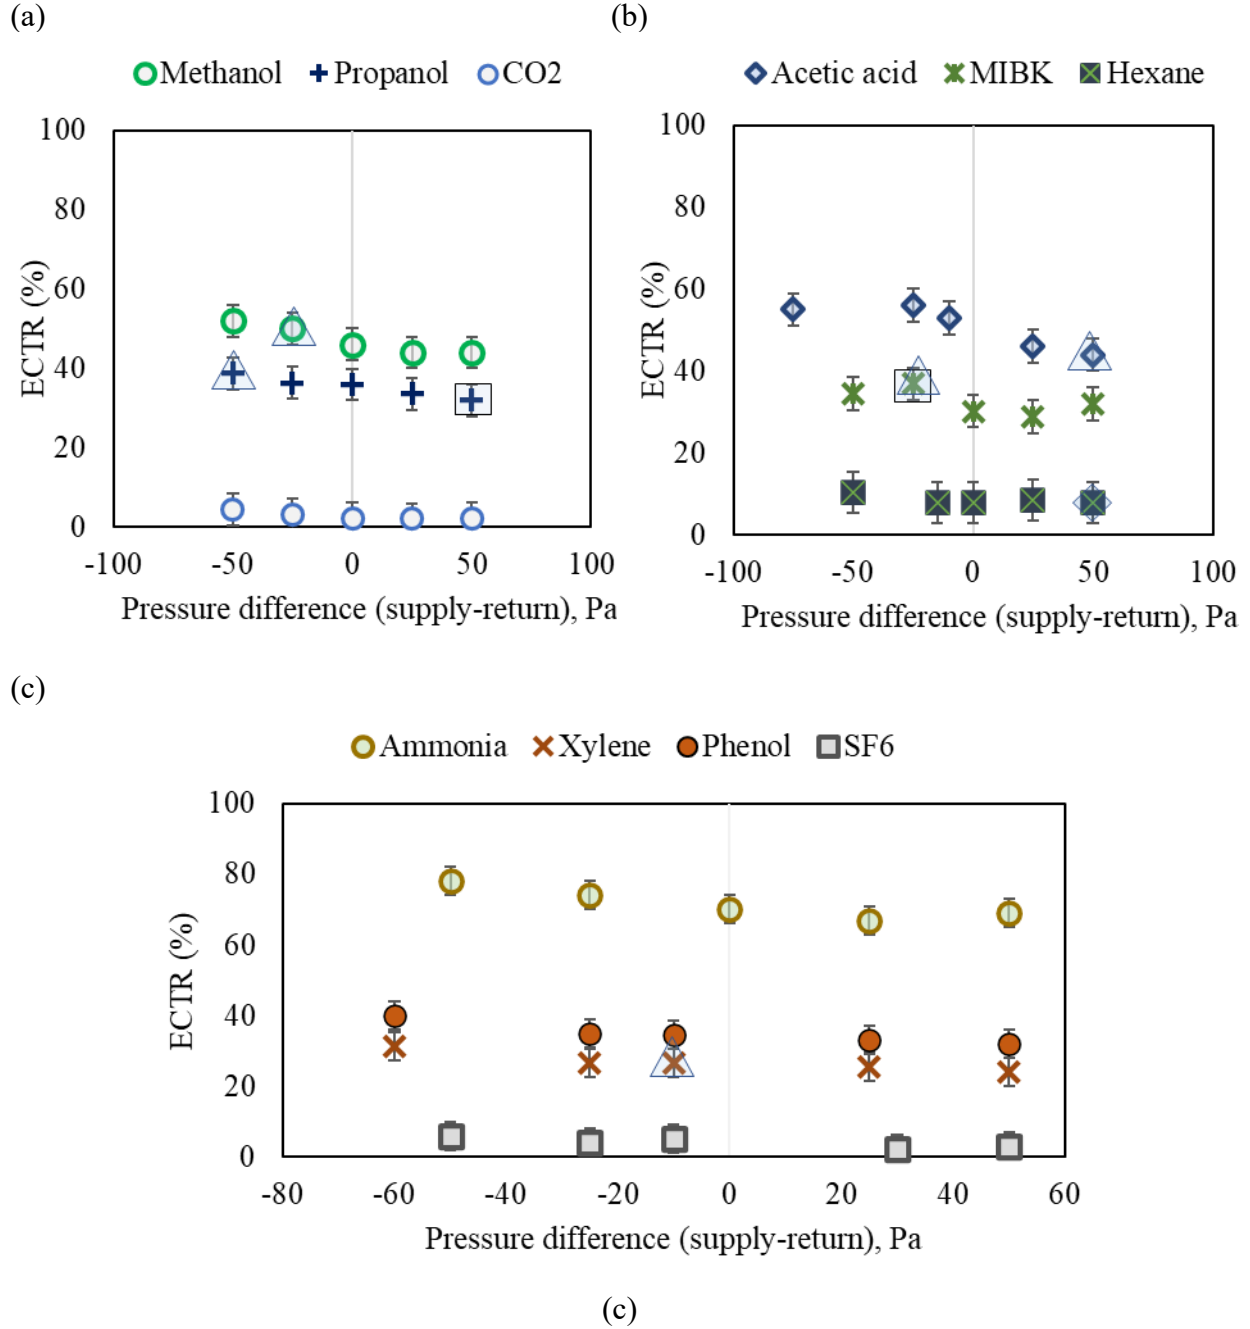 (a)
Methanol Propanol CO2
100
80
60
40
20
0
ECTR (%)
-100 -50 0 50 100
Pressure difference (supply-return), Pa
(b)
Acetic acid MIBK Hexane
100
80
60
40
20
0
ECTR (%)
-100 -50 0 50 100
Pressure difference (supply-return), Pa
(c)
Ammonia Xylene Phenol SF6
100
80
60
40
20
0
ECTR (%)
-80 -60 -40 -20 0 20 40 60
Pressure difference (supply-return), Pa
(c)